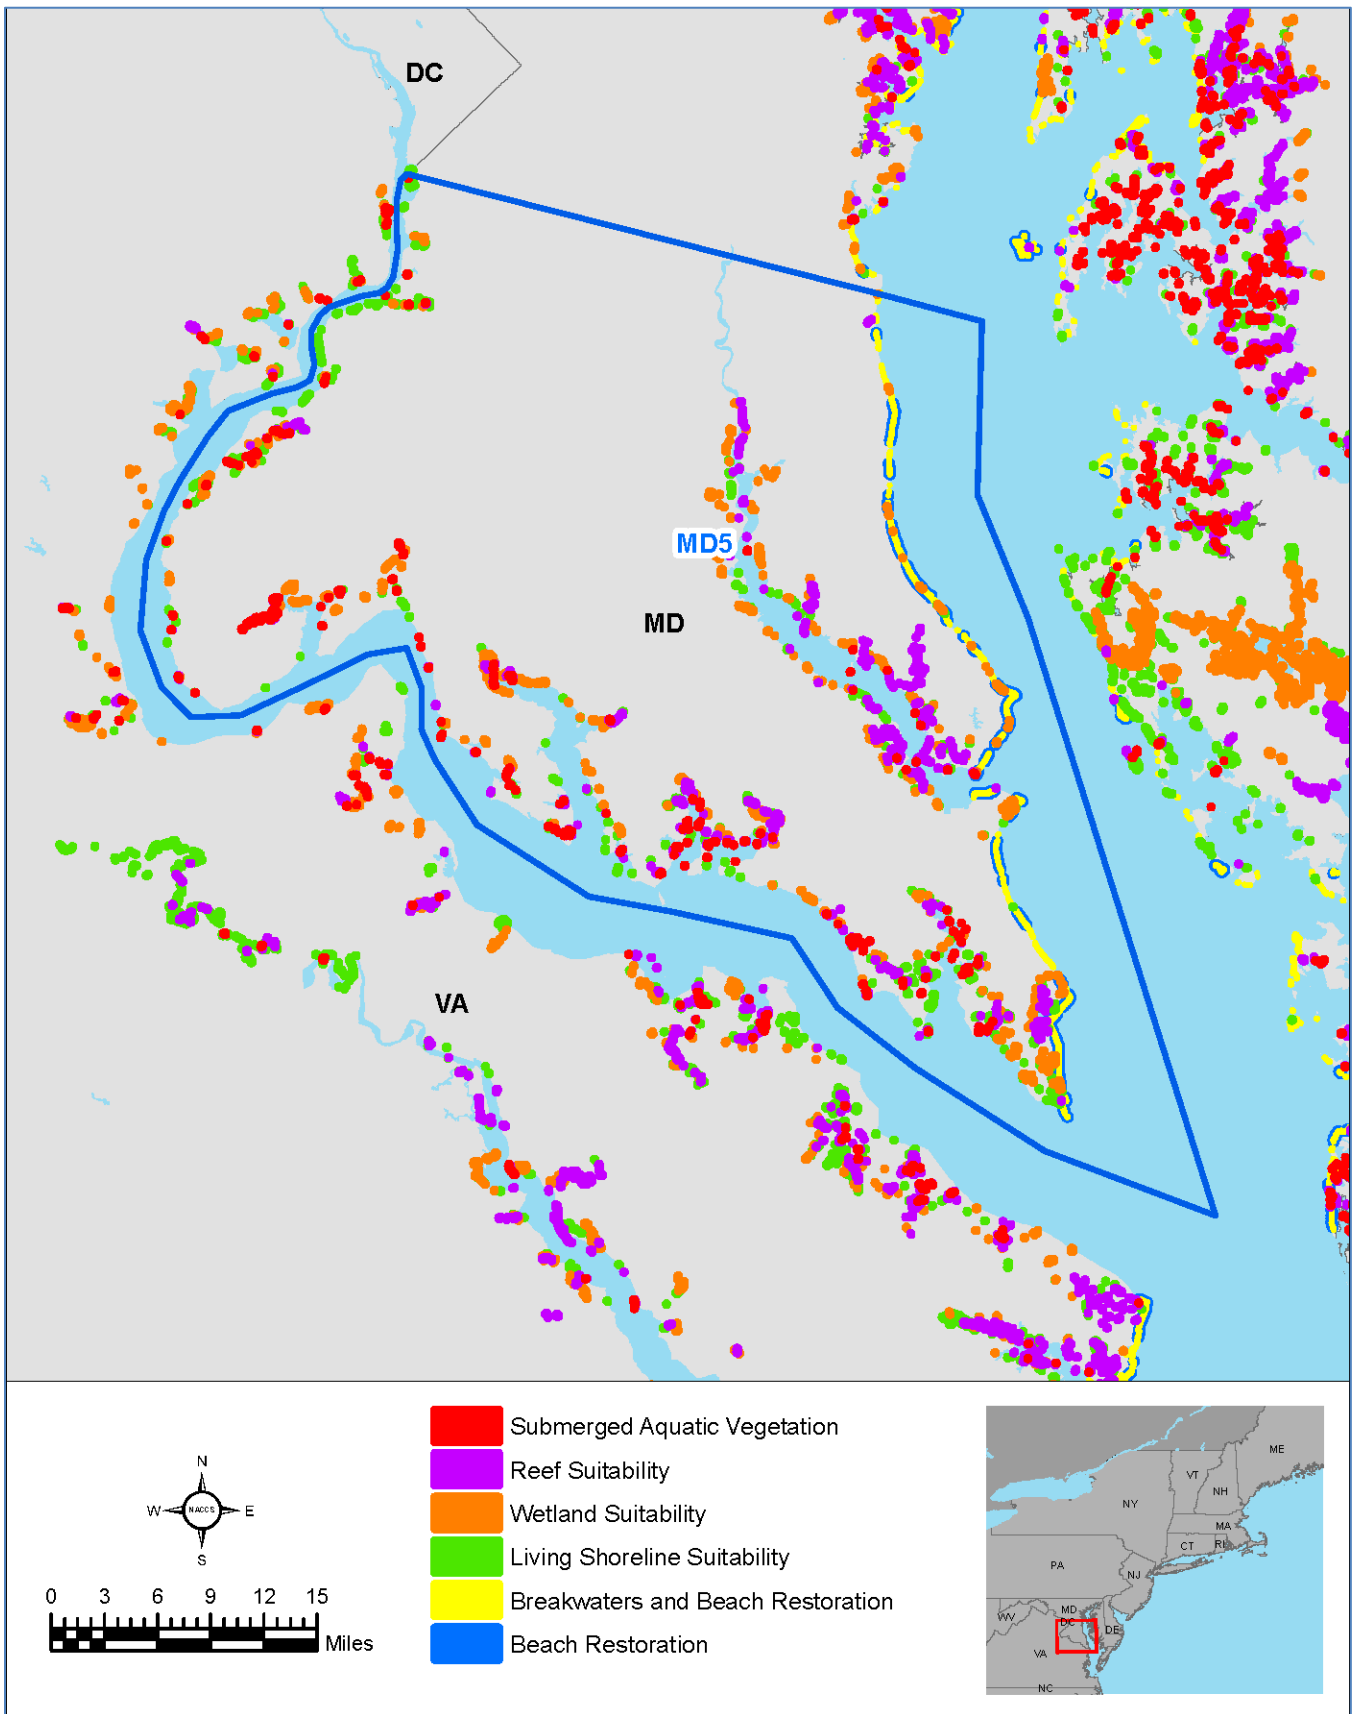 DC
MD5
MD
VA
N
W NACCS E
S
0 3 6 9 12 15
Miles
Submerged Aquatic Vegetation
Reef Suitability
Wetland Suitability
Living Shoreline Suitability
Breakwaters and Beach Restoration
Beach Restoration
ME
VT
NH
NY
MA
CT RI
PA
NJ
MD
WV DC DE
VA
NC